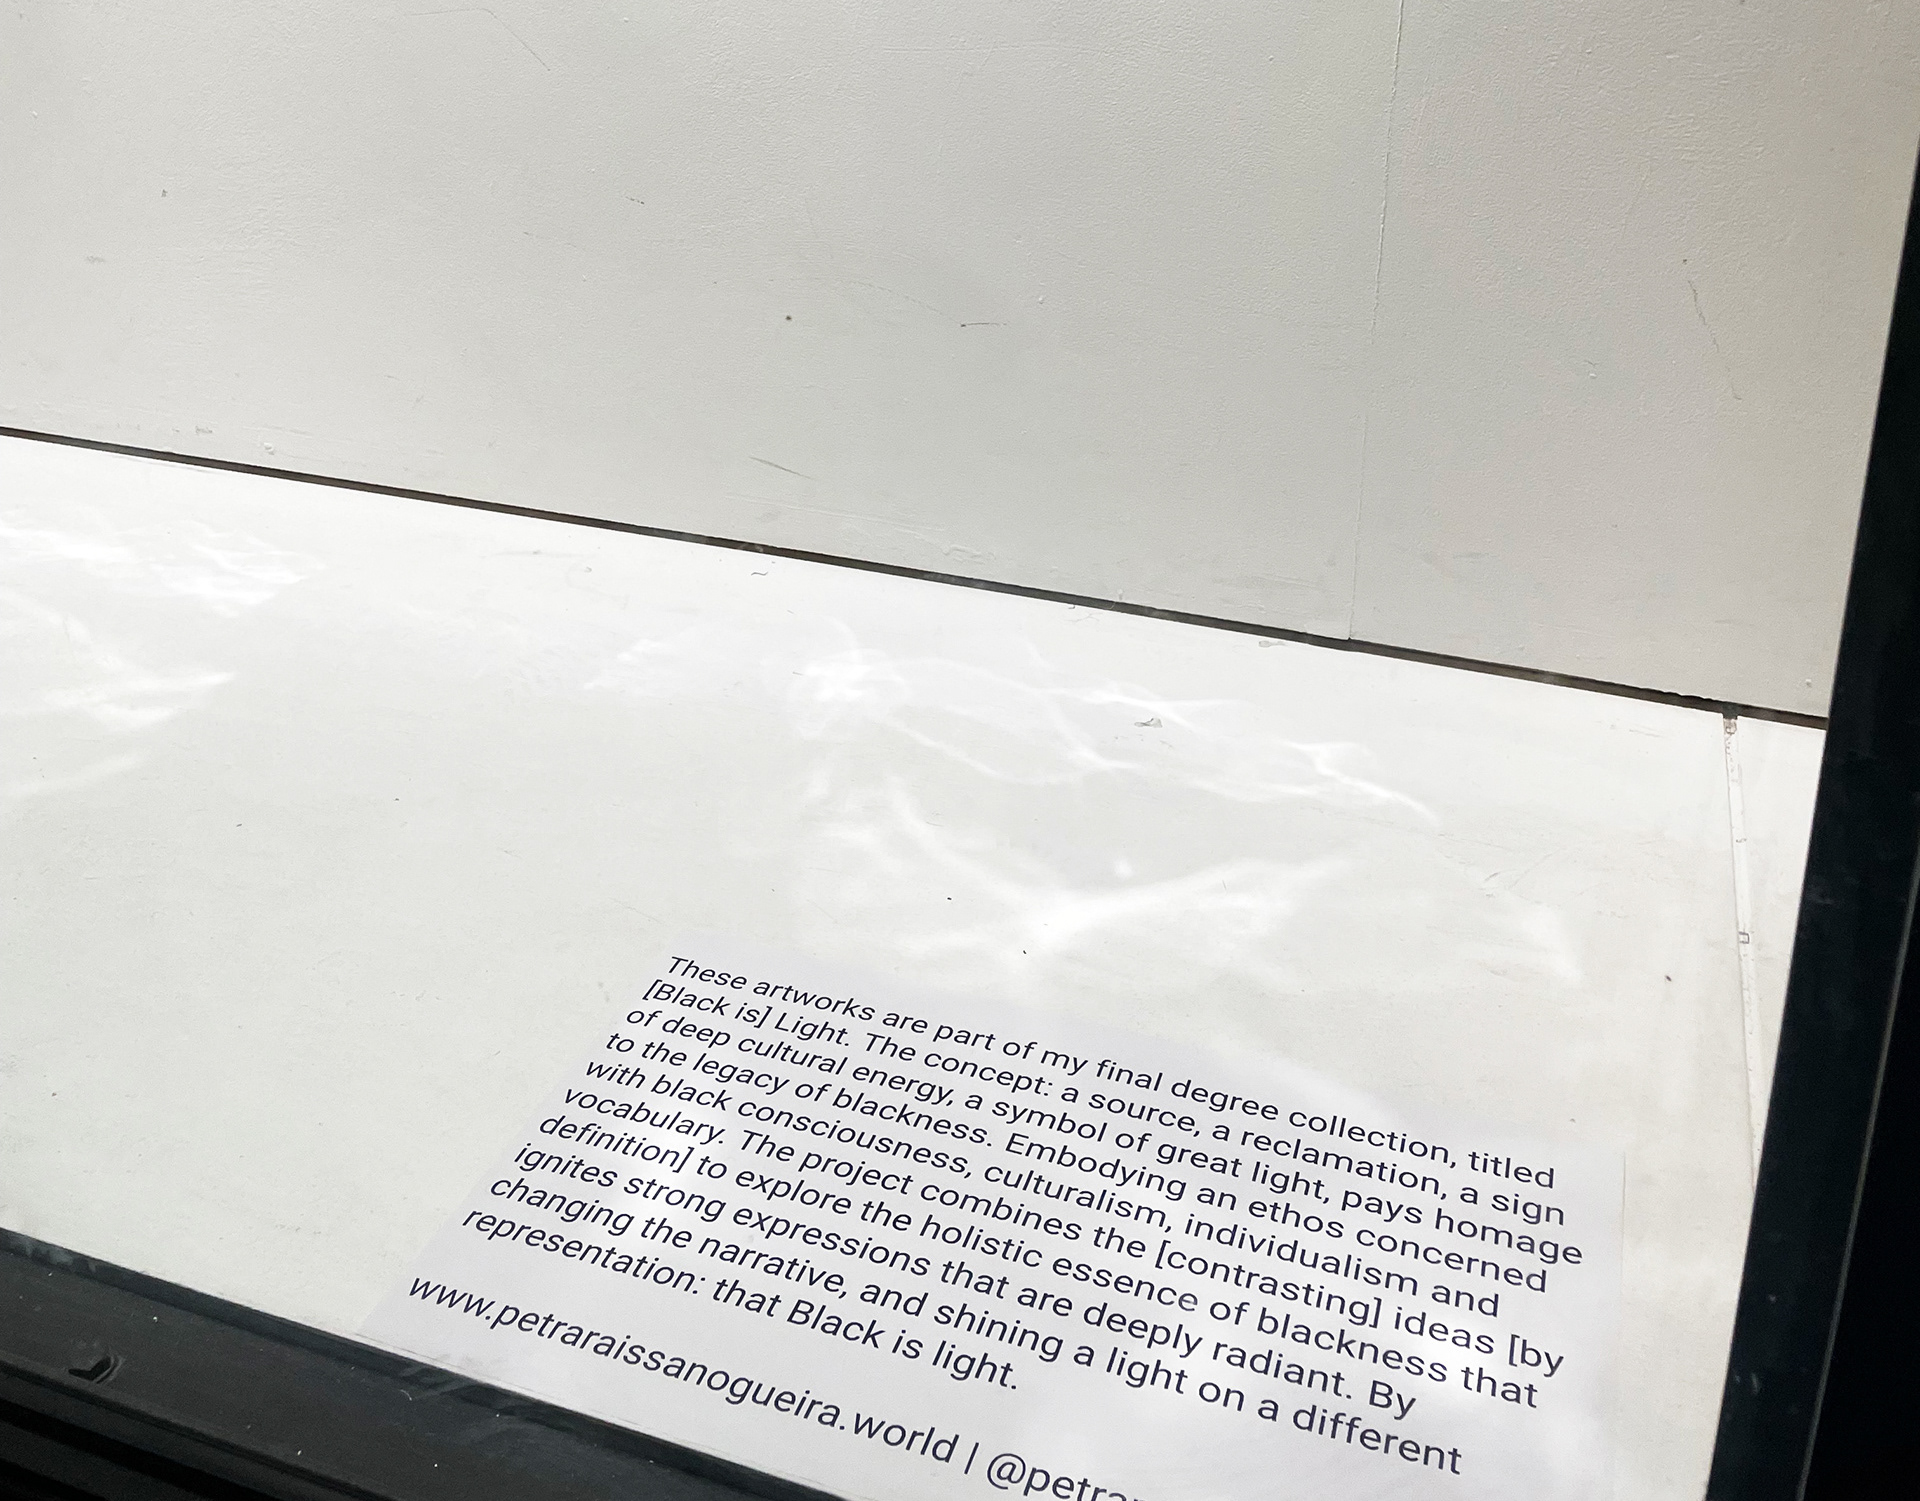 These artworks are part of my final degree collection, titled
[Black is] Light. The concept: a source, a reclamation, a sign
of deep cultural energy, a symbol of great light, pays homage
to the legacy of blackness. Embodying an ethos concerned
with black consciousness, culturalism, individualism and
vocabulary. The project combines the [contrasting] ideas [by
definition] to explore the holistic essence of blackness that
ignites strong expressions that are deeply radiant. By
changing the narrative, and shining a light on a different
representation: that Black is light.
www.petraraissanogueira.world |